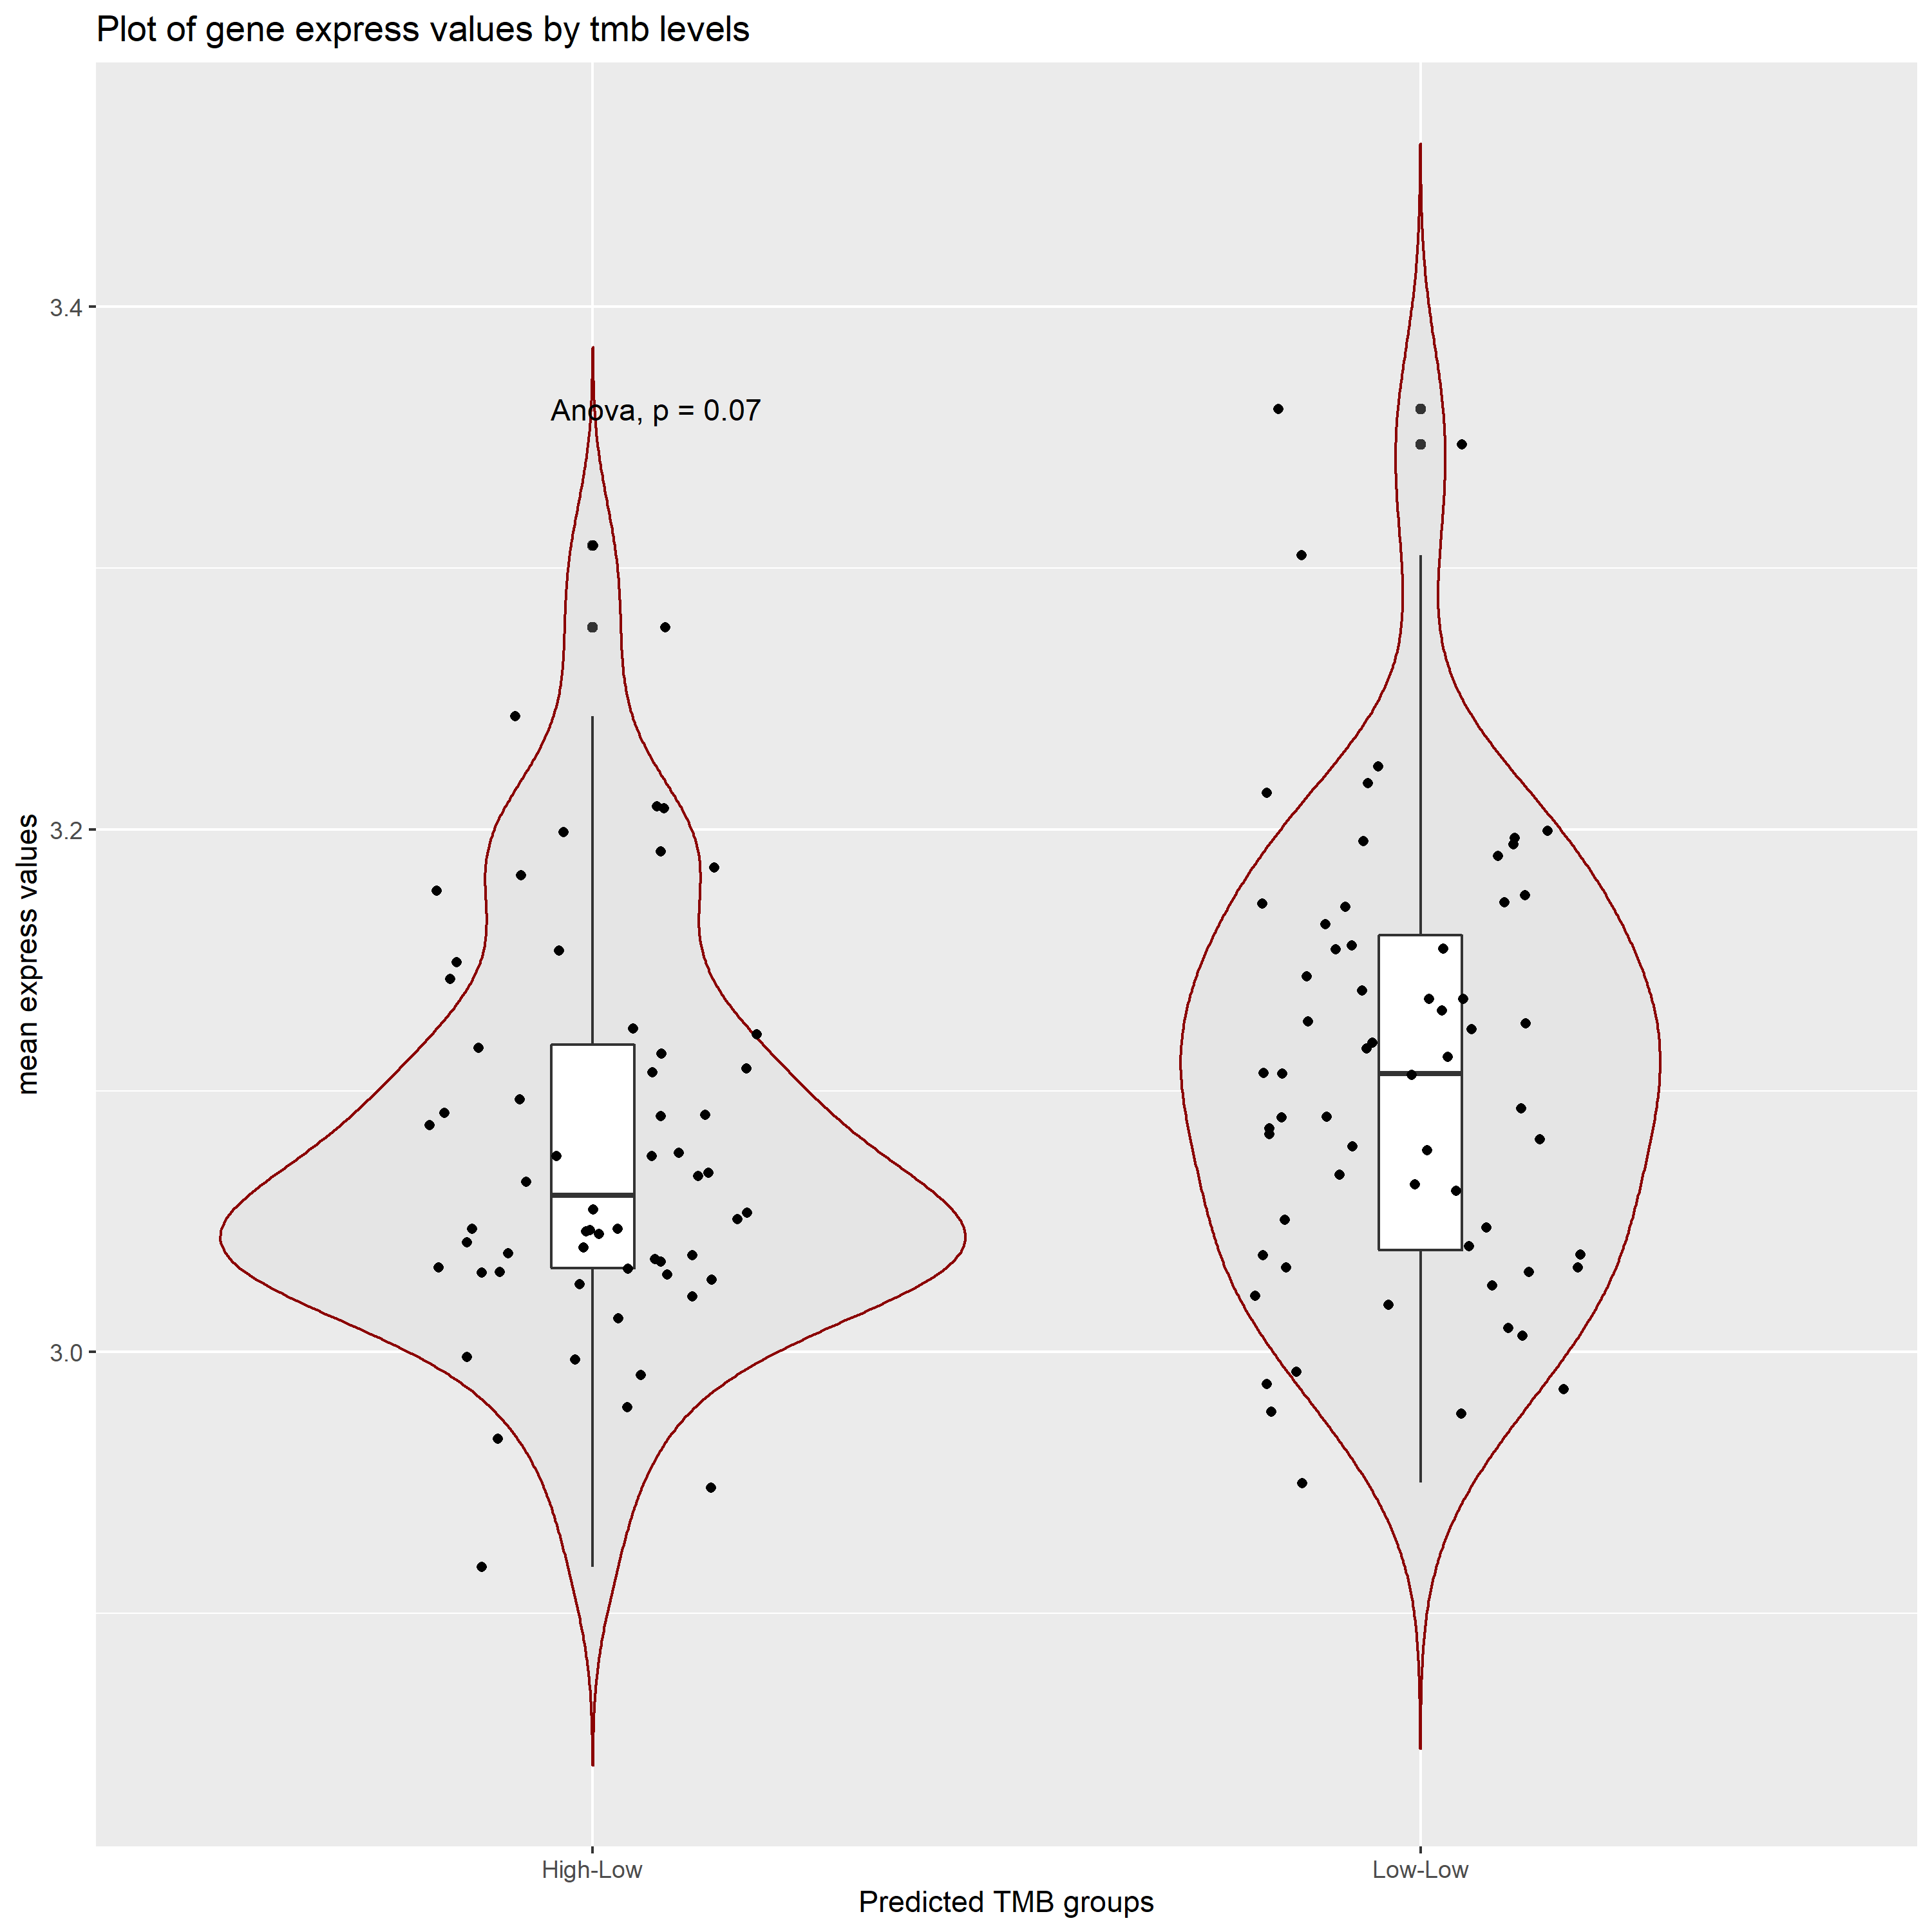 Plot of gene express values by tmb levels
mean express values
3.4
3.2
3.0
Anova, p = 0.07
High-Low
Low-Low
Predicted TMB groups